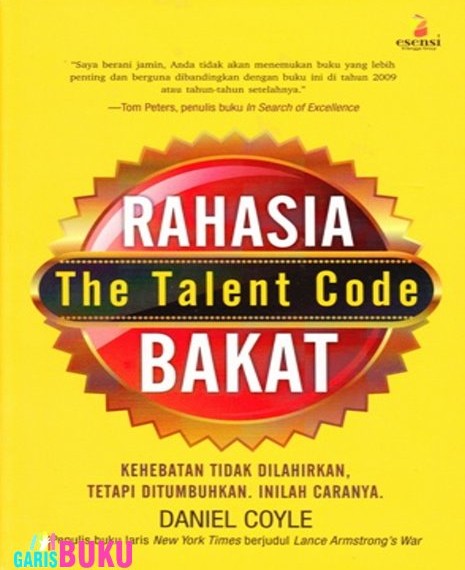 esensi
"Saya berani jamin, Anda tidak akan menemukan buku yang lebih
penting dan berguna dibandingkan dengan buku ini di tahun 2009
atau tahun-tahun setelahnya."
—Tom Peters, penulis buku In Search of Excellence
RAHASIA
The Talent Code
BAKAT
KEHEBATAN TIDAK DILAHIRKAN,
TETAPI DITUMBUHKAN. INILAH CARANYA.
DANIEL COYLE
Penulis buku laris New York Times berjudul Lance Armstrong's War
GARISBUKU